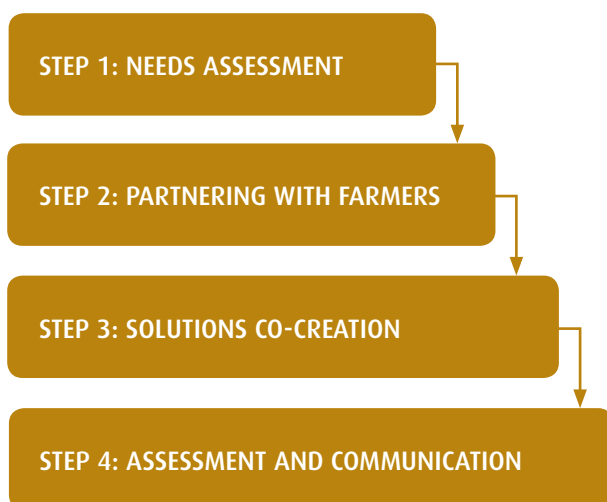 STEP 1: NEEDS ASSESSMENT
STEP 2: PARTNERING WITH FARMERS
STEP 3: SOLUTIONS CO-CREATION
STEP 4: ASSESSMENT AND COMMUNICATION